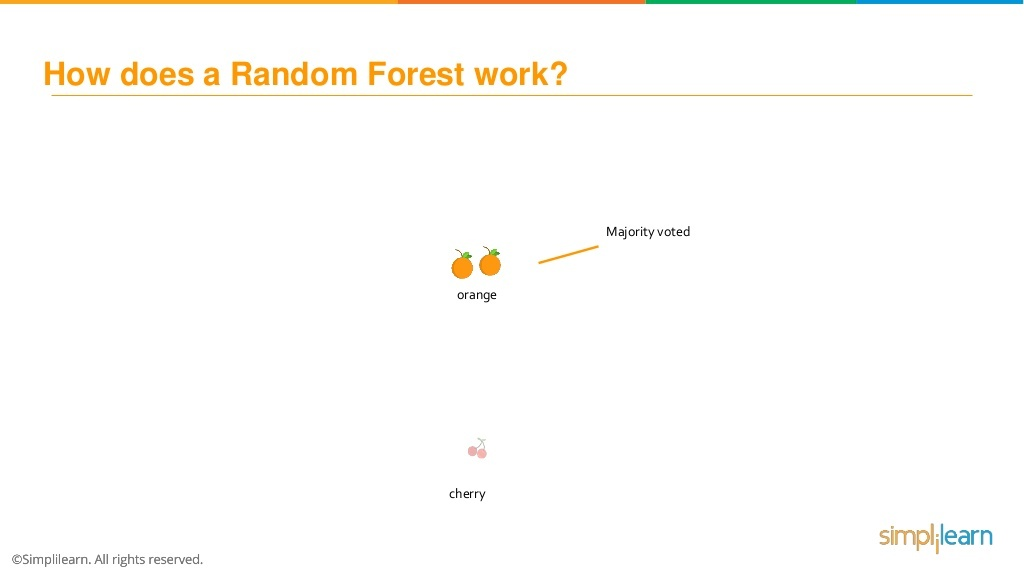 How does a Random Forest work?
Majority voted
orange
cherry
simplilearn
©Simplilearn. All rights reserved.